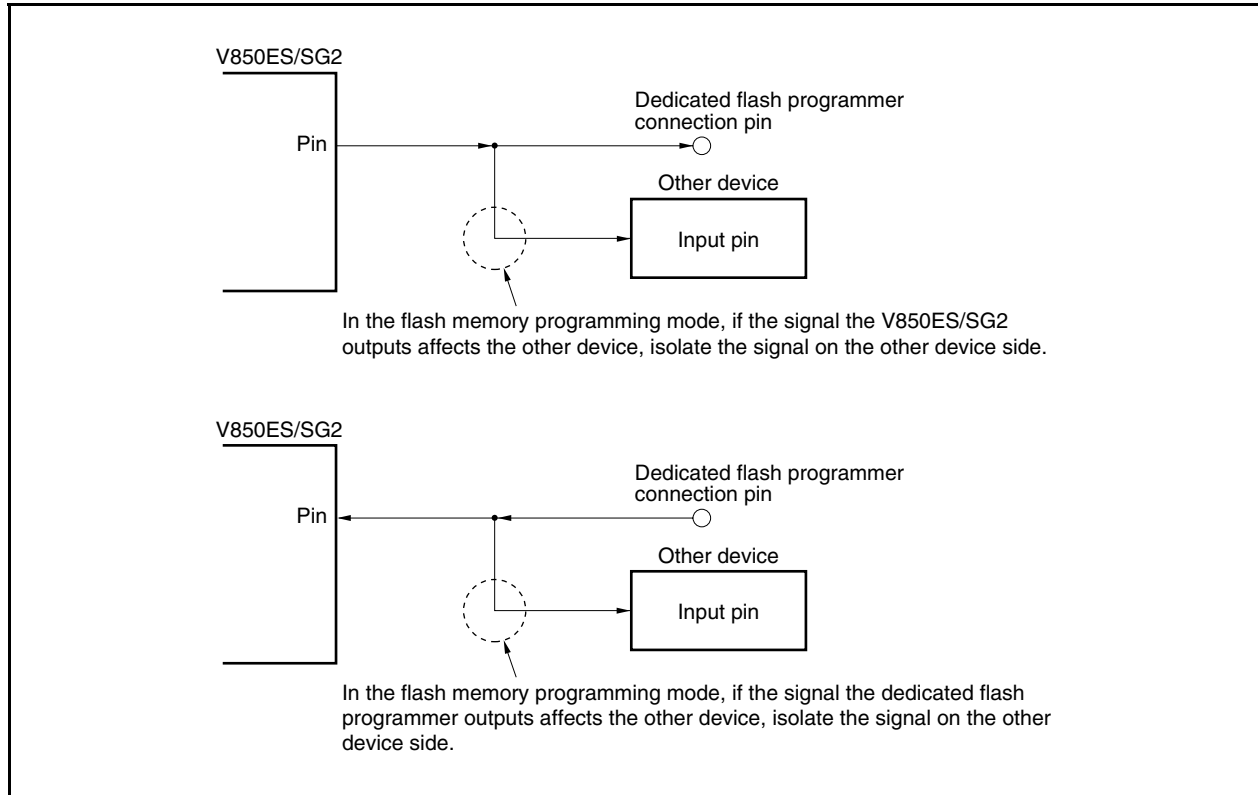 V850ES/SG2
Pin
Dedicated flash programmer
connection pin
Other device
Input pin
In the flash memory programming mode, if the signal the V850ES/SG2
outputs affects the other device, isolate the signal on the other device side.
V850ES/SG2
Pin
Dedicated flash programmer
connection pin
Other device
Input pin
In the flash memory programming mode, if the signal the dedicated flash
programmer outputs affects the other device, isolate the signal on the other
device side.